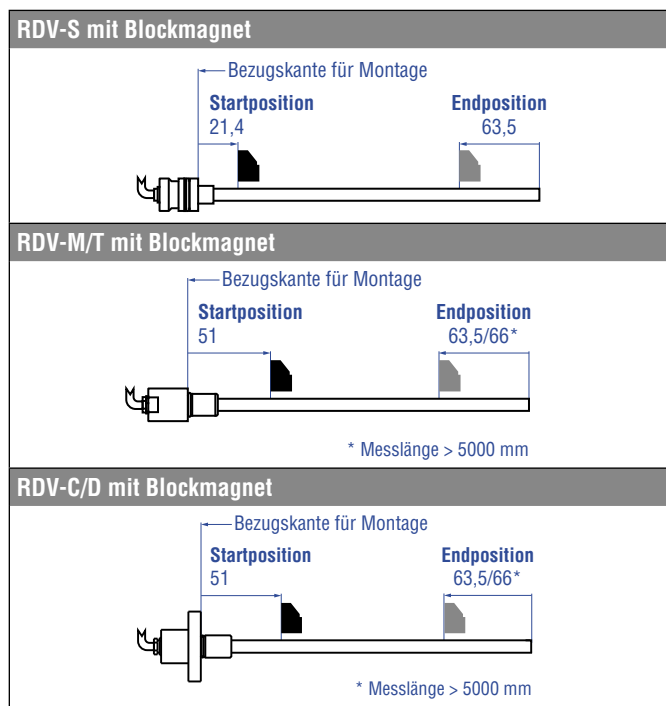 RDV-S mit Blockmagnet
Bezugskante für Montage
Startposition
21,4
Endposition
63,5
RDV-M/T mit Blockmagnet
Bezugskante für Montage
Startposition
51
Endposition
63,5/66*
* Messlänge > 5000 mm
RDV-C/D mit Blockmagnet
Bezugskante für Montage
Startposition
51
Endposition
63,5/66*
* Messlänge > 5000 mm